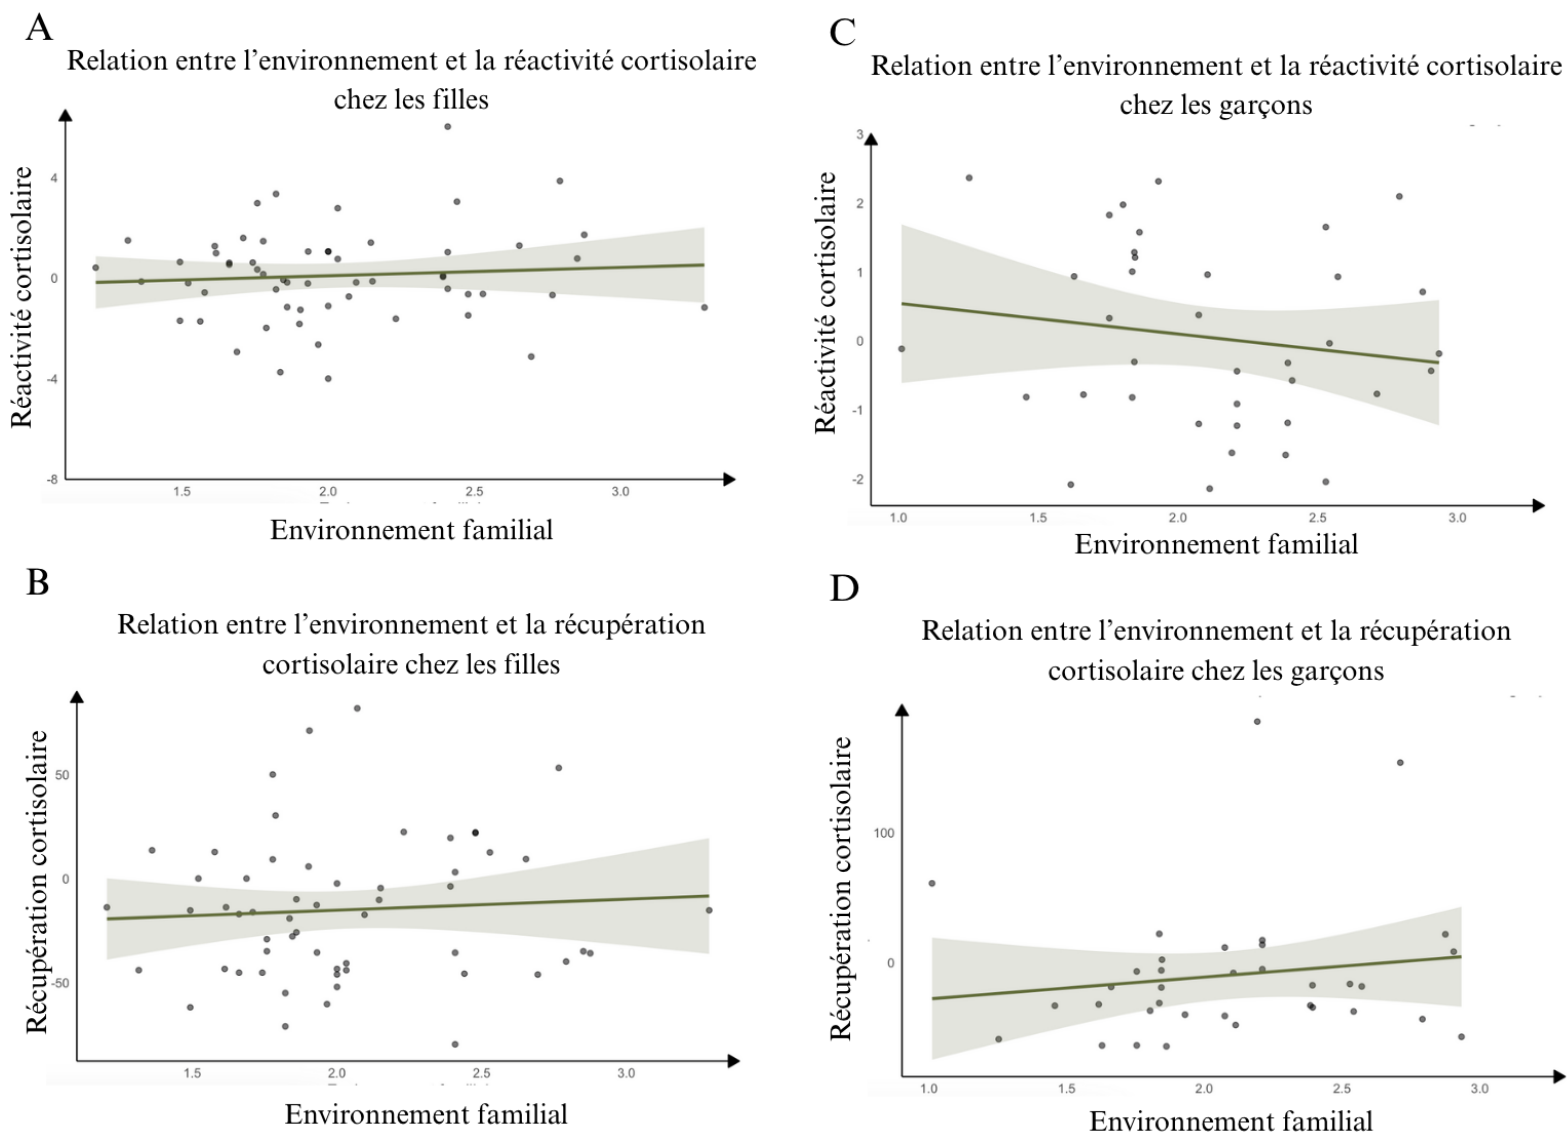 A
Relation entre l’environnement et la réactivité cortisolaire
chez les filles
Réactivité cortisolaire
4
0
-4
-8
1.5 2.0 2.5 3.0
Environnement familial
C
Relation entre l’environnement et la réactivité cortisolaire
chez les garçons
Réactivité cortisolaire
3
2
1
0
-1
-2
1.0 1.5 2.0 2.5 3.0
Environnement familial
B
Relation entre l’environnement et la récupération
cortisolaire chez les filles
Récupération cortisolaire
50
0
-50
1.5 2.0 2.5 3.0
Environnement familial
D
Relation entre l’environnement et la récupération
cortisolaire chez les garçons
Récupération cortisolaire
100
0
1.0 1.5 2.0 2.5 3.0
Environnement familial